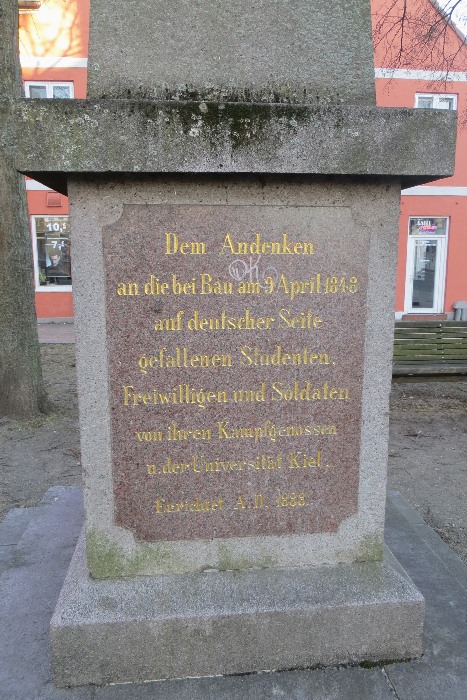 Dem Andenken
an die bei Bau am 9 April 1848
auf deutscher Seite
gefallenen Studenten,
Freiwilligen und Soldaten
von ihren Kampfgenossen
u. der Universität Kiel.
Errichtet A. D. 1888.